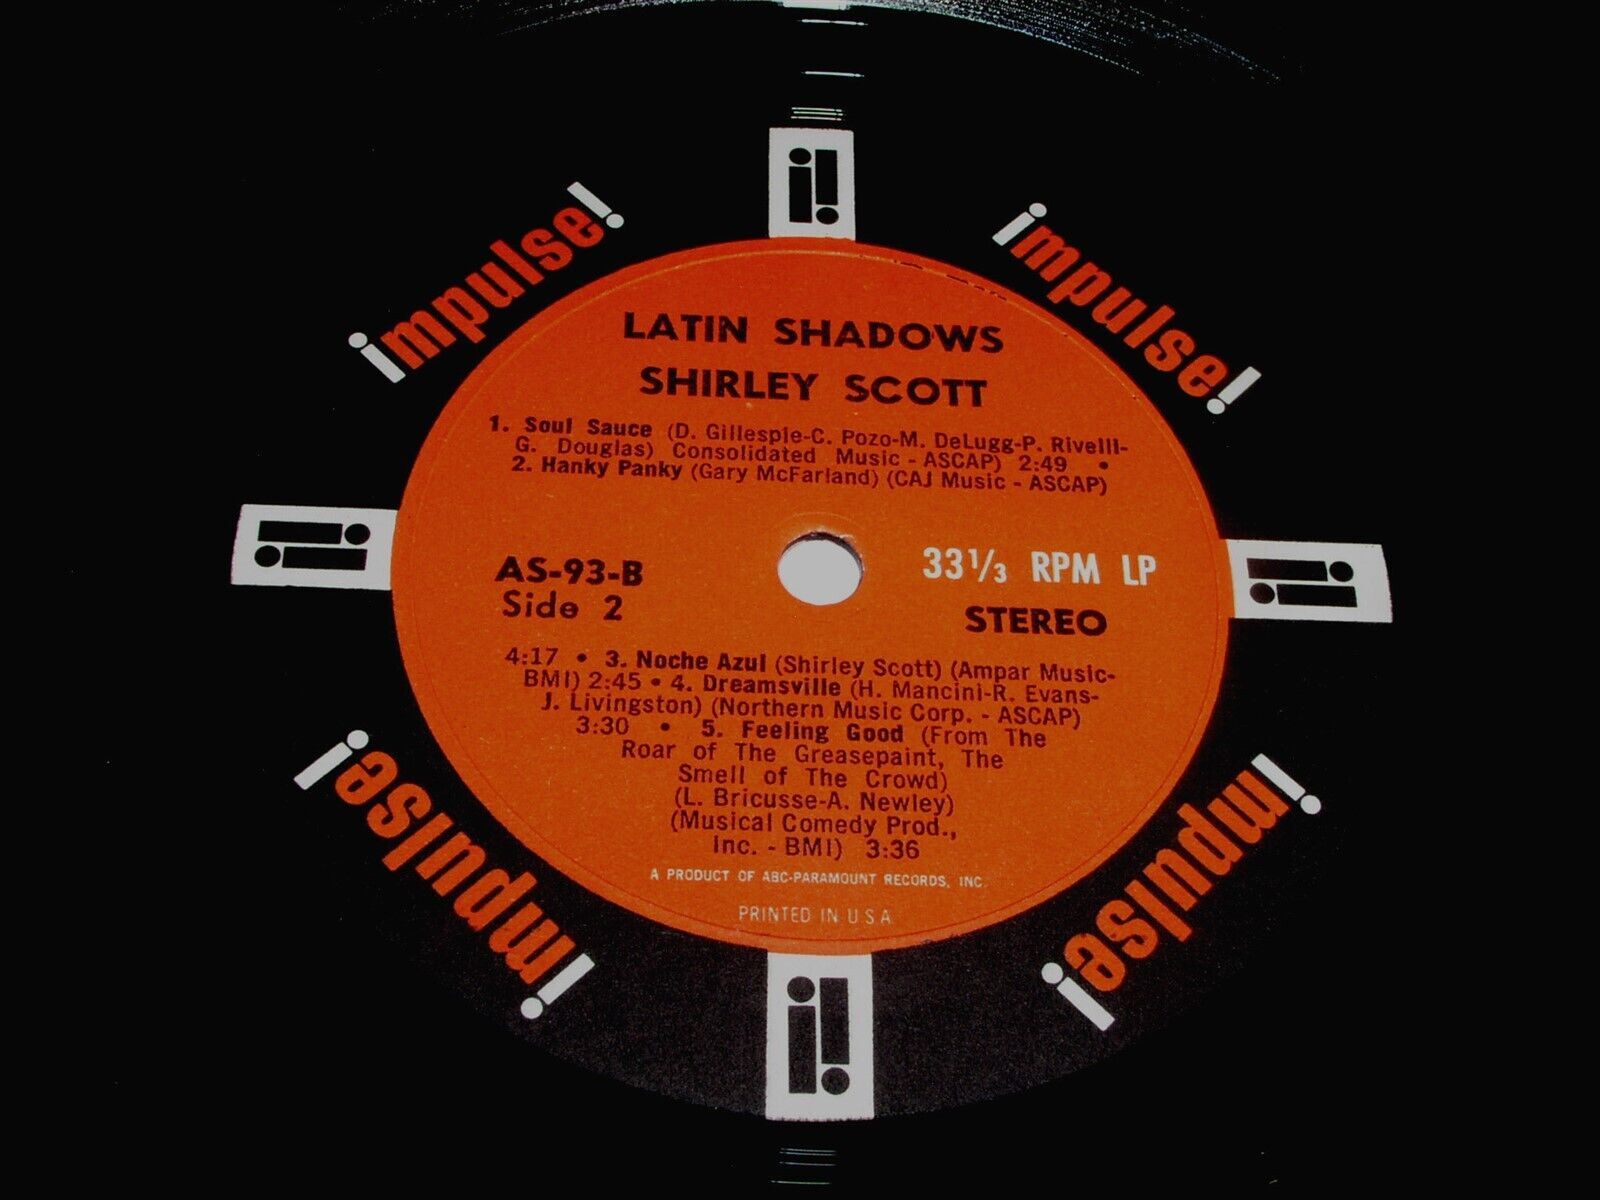 impulse!
impulse!
LATIN SHADOWS
SHIRLEY SCOTT
1. Soul Sauce (D. Gillespie-C. Pozo-M. DeLugg-P. Rivelli-
G. Douglas) Consolidated Music - ASCAP) 2:49 •
2. Hanky Panky (Gary McFarland) (CAJ Music - ASCAP)
AS-93-B
Side 2
33⅓ RPM LP
STEREO
4:17 • 3. Noche Azul (Shirley Scott) (Ampar Music-
BMI) 2:45 • 4. Dreamsville (H. Mancini-R. Evans-
J. Livingston) (Northern Music Corp. - ASCAP)
3:30 • 5. Feeling Good (From The
Roar of The Greasepaint, The
Smell of The Crowd)
(L. Bricusse-A. Newley)
(Musical Comedy Prod.,
Inc. - BMI) 3:36
A PRODUCT OF ABC-PARAMOUNT RECORDS, INC.
PRINTED IN U.S.A.
impulse!
impulse!